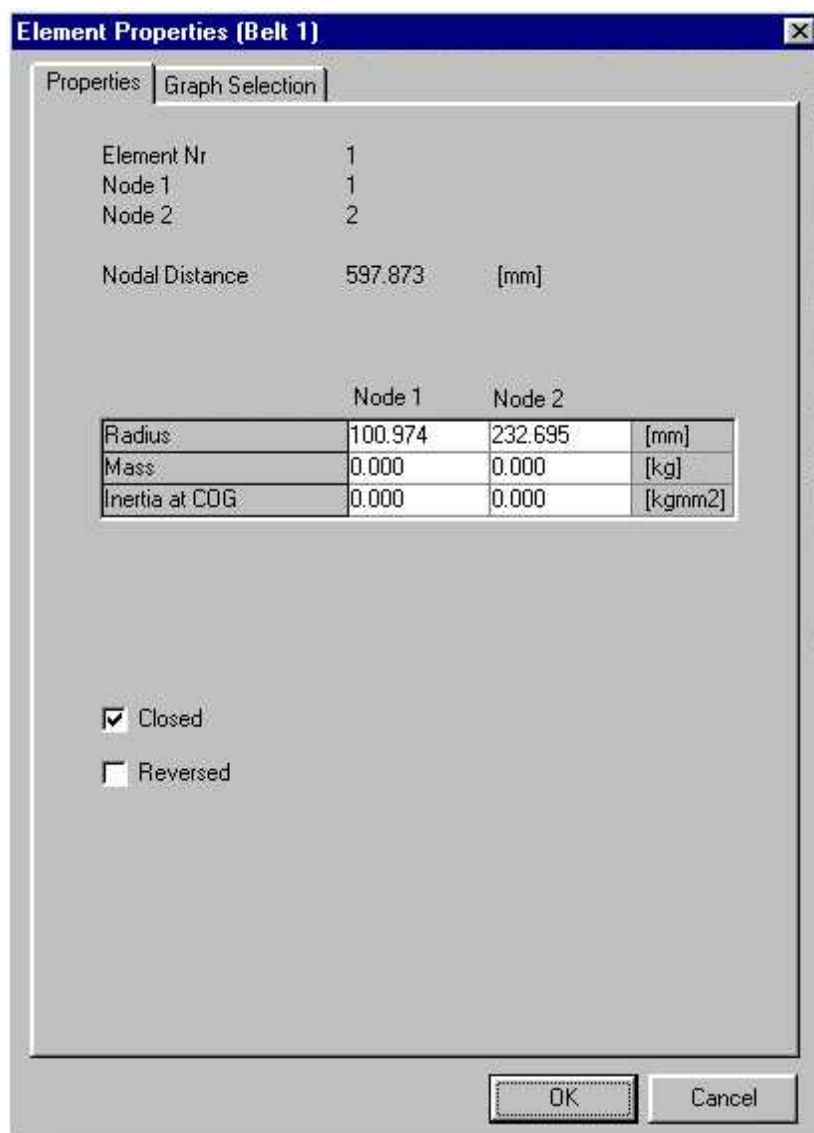 Element Properties (Belt 1)
Properties Graph Selection
Element Nr 1
Node 1 1
Node 2 2
Nodal Distance 597.873 [mm]
Node 1 Node 2
Radius 100.974 232.695 [mm]
Mass 0.000 0.000 [kg]
Inertia at COG 0.000 0.000 [kgmm2]
Closed
Reversed
OK Cancel